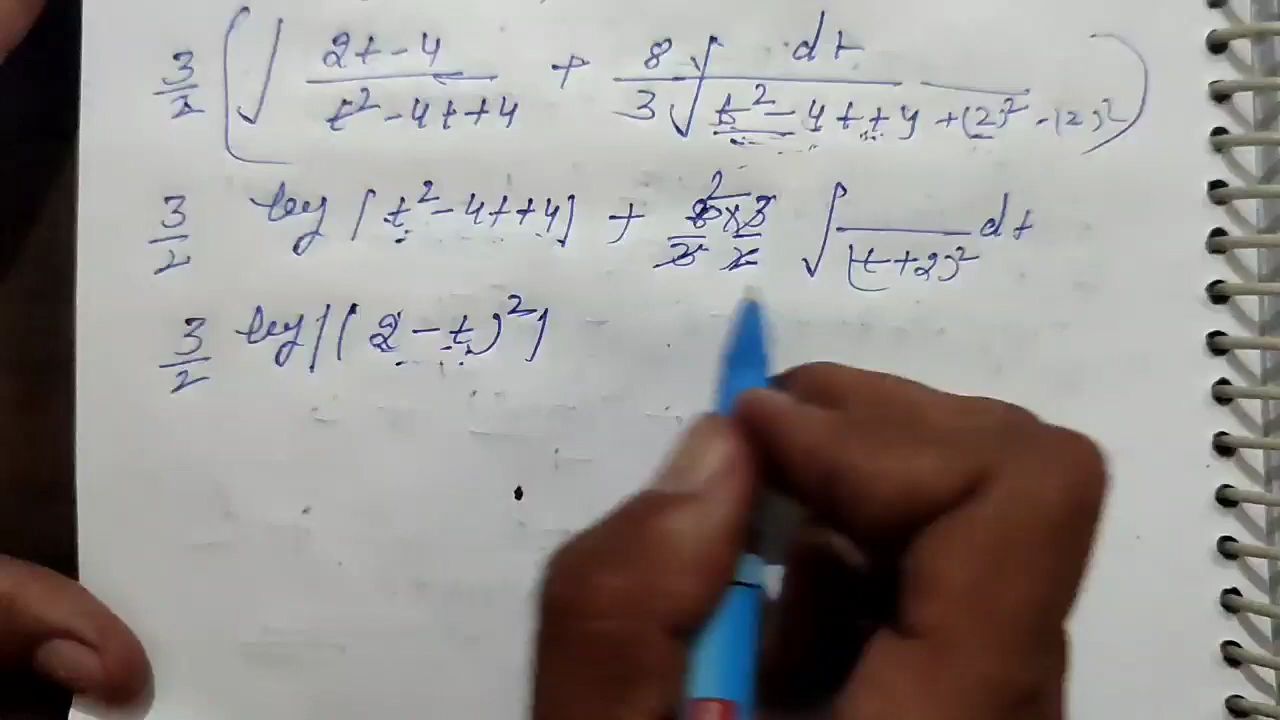 3/2 ( ∫ (2t-4)/(t²-4t+4) + 8/3 ∫ dt/(t²-4t+4+(2)²-(2)²) )
3/2 log [t²-4t+4] + (8×3)/(3×2) 2 ∫ 1/(t+2)² dt
3/2 log |(2-t)²|